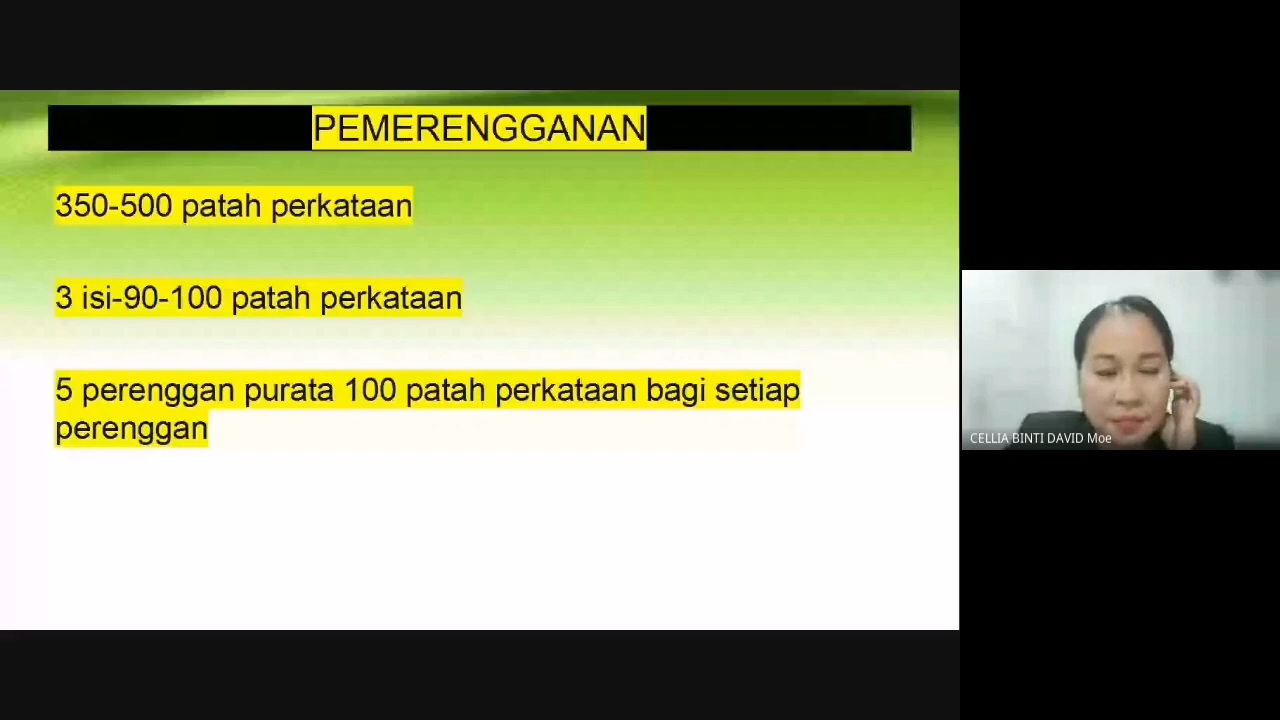 PEMERENGGANAN
350-500 patah perkataan
3 isi-90-100 patah perkataan
5 perenggan purata 100 patah perkataan bagi setiap
perenggan
CELLIA BINTI DAVID Moe